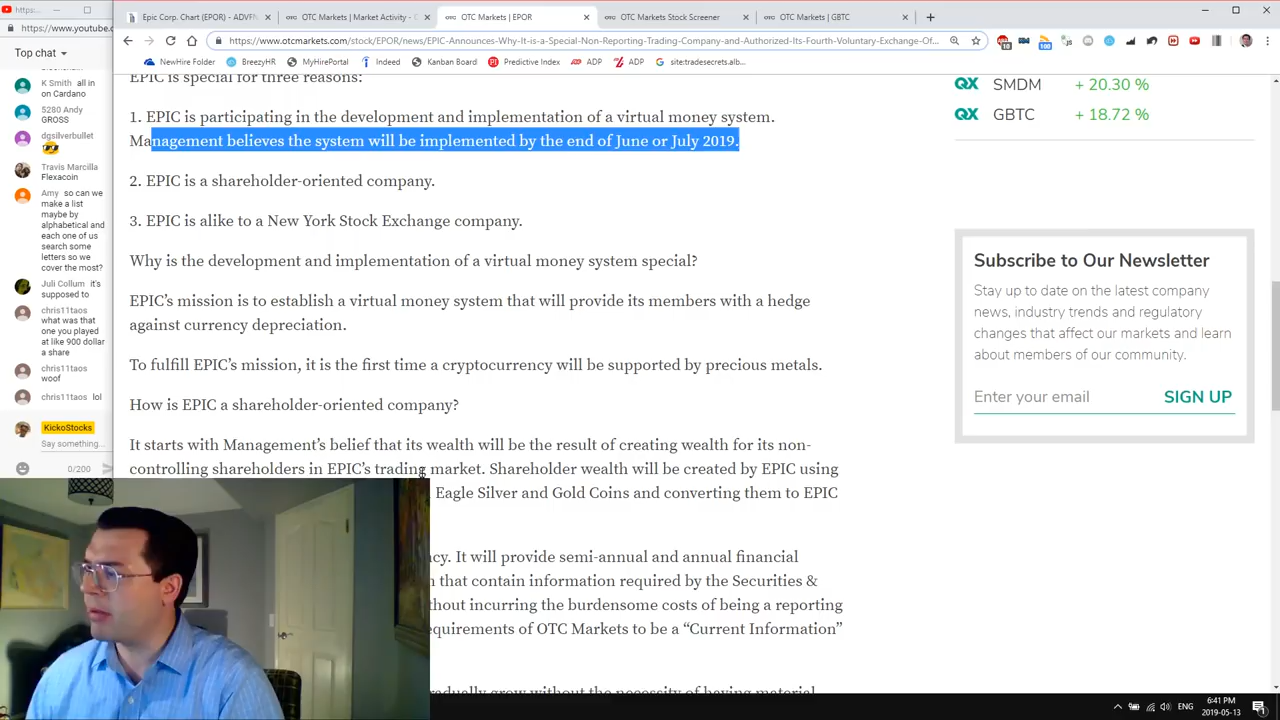 https:
https://www.youtube.c
Top chat
K Smith all in
on Cardano
5280 Andy
GROSS
dgsilverbullet
Travis Marcilla
Flexacoin
Amy so can we
make a list
maybe by
alphabetical and
each one of us
search some
letters so we
cover the most?
Juli Collum it's
supposed to
chris11taos
what was that
one you played
at like 900 dollar
a share
chris11taos
woof
chris11taos lol
KickoStocks
Say something...
0/200
Epic Corp. Chart (EPOR) - ADVFN
OTC Markets | Market Activity -
OTC Markets | EPOR
OTC Markets Stock Screener
OTC Markets | GBTC
https://www.otcmarkets.com/stock/EPOR/news/EPIC-Announces-Why-It-is-a-Special-Non-Reporting-Trading-Company-and-Authorized-Its-Fourth-Voluntary-Exchange-Of...
NewHire Folder
BreezyHR
MyHirePortal
Indeed
Kanban Board
Predictive Index
ADP
ADP
site:tradesecrets.alb...
EPIC is special for three reasons:
1. EPIC is participating in the development and implementation of a virtual money system.
Management believes the system will be implemented by the end of June or July 2019.
2. EPIC is a shareholder-oriented company.
3. EPIC is alike to a New York Stock Exchange company.
Why is the development and implementation of a virtual money system special?
EPIC's mission is to establish a virtual money system that will provide its members with a hedge
against currency depreciation.
To fulfill EPIC's mission, it is the first time a cryptocurrency will be supported by precious metals.
How is EPIC a shareholder-oriented company?
It starts with Management's belief that its wealth will be the result of creating wealth for its non-
controlling shareholders in EPIC's trading market. Shareholder wealth will be created by EPIC using
Eagle Silver and Gold Coins and converting them to EPIC
ncy. It will provide semi-annual and annual financial
n that contain information required by the Securities &
thout incurring the burdensome costs of being a reporting
equirements of OTC Markets to be a “Current Information”
gradually grow without the necessity of having material
QX SMDM + 20.30 %
QX GBTC + 18.72 %
Subscribe to Our Newsletter
Stay up to date on the latest company
news, industry trends and regulatory
changes that affect our markets and learn
about members of our community.
Enter your email
SIGN UP
ENG
6:41 PM
2019-05-13